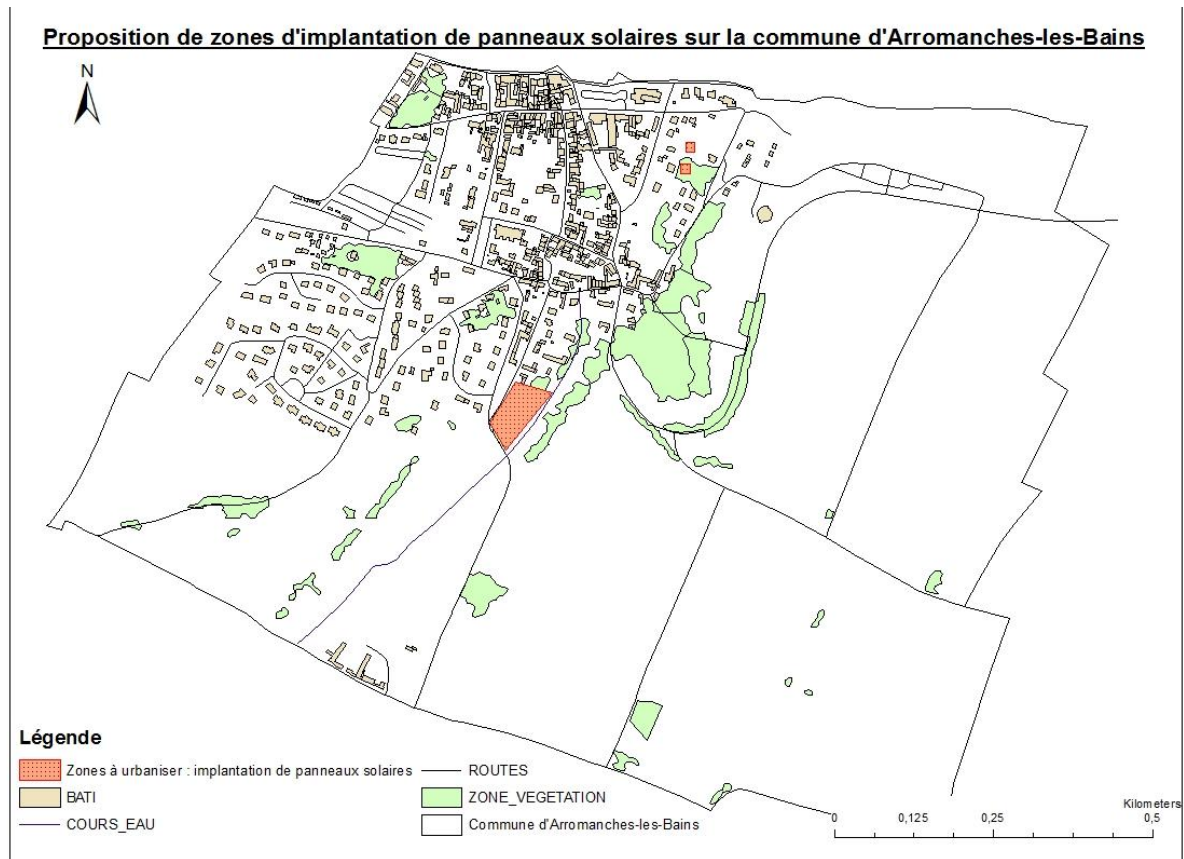 Proposition de zones d'implantation de panneaux solaires sur la commune d'Arromanches-les-Bains
N
Légende
Zones à urbaniser : implantation de panneaux solaires
BATI
COURS_EAU
ROUTES
ZONE_VEGETATION
Commune d'Arromanches-les-Bains
Kilometers
0 0,125 0,25 0,5